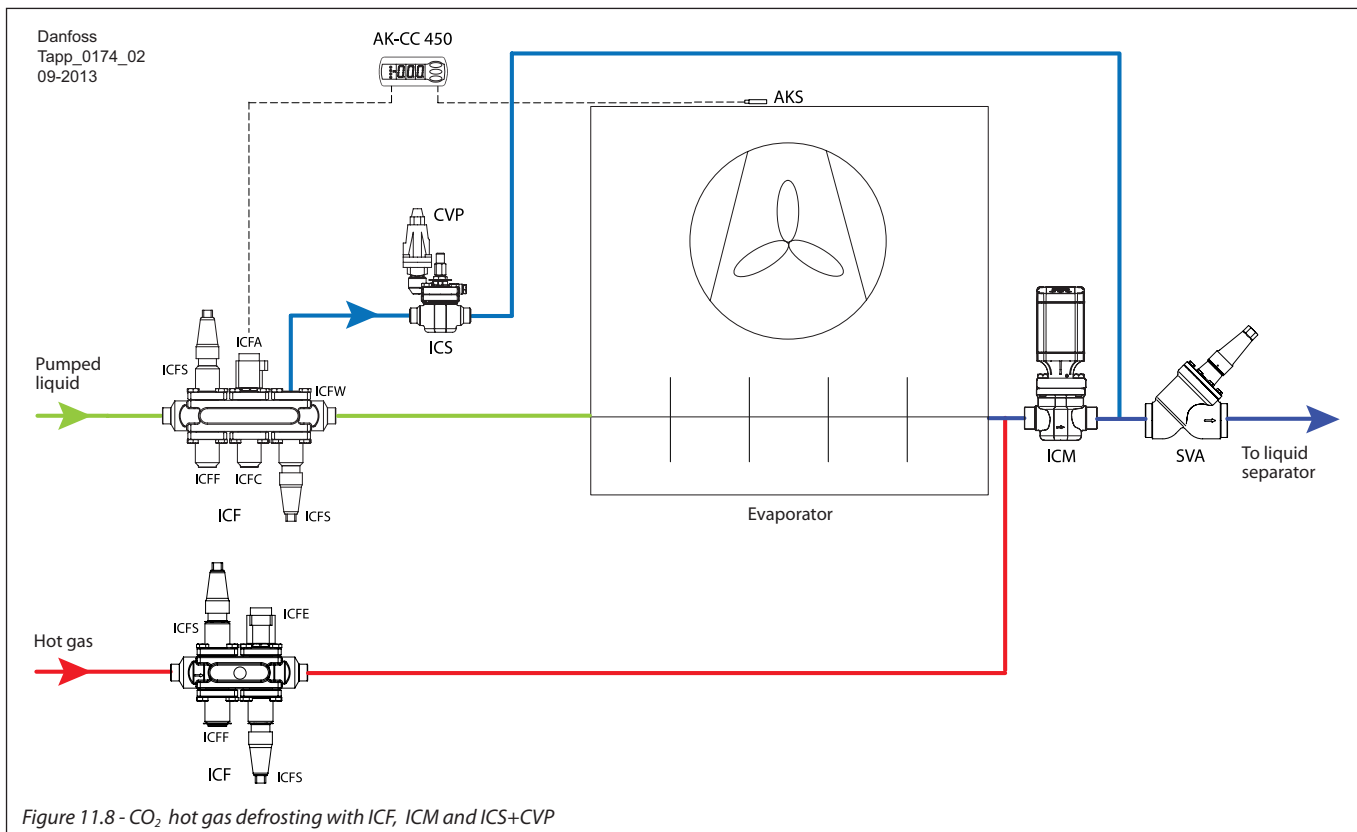 Danfoss
Tapp_0174_02
09-2013
AK-CC 450
AKS
CVP
ICS
ICFA
ICFS
ICFW
Pumped
liquid
ICFF
ICFC
ICFS
ICF
Evaporator
ICM
SVA
To liquid
separator
ICFE
ICFS
Hot gas
ICFF
ICFS
ICF
Figure 11.8 - CO₂ hot gas defrosting with ICF, ICM and ICS+CVP